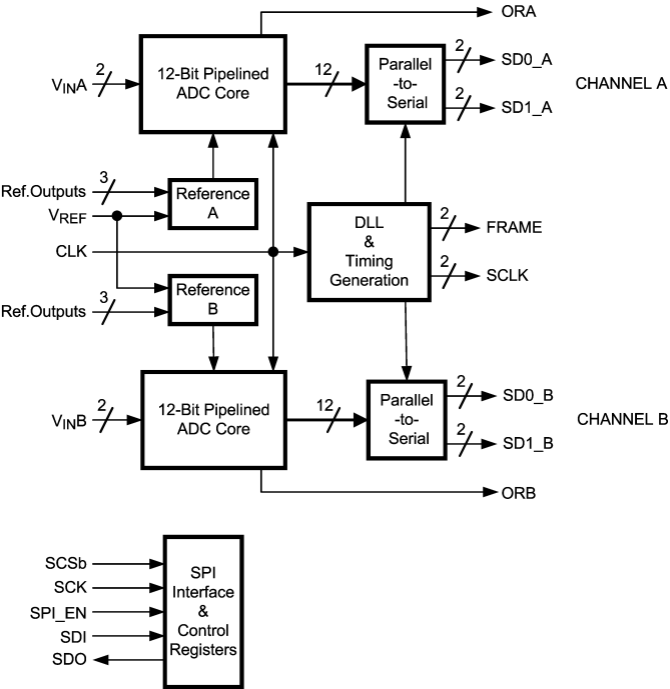 ORA
12-Bit Pipelined
ADC Core
VINA
2
12
Parallel
-to-
Serial
2
SD0_A
2
SD1_A
CHANNEL A
Ref.Outputs
3
Reference
A
VREF
CLK
DLL
&
Timing
Generation
2
FRAME
2
SCLK
Reference
B
Ref.Outputs
3
12-Bit Pipelined
ADC Core
VINB
2
12
Parallel
-to-
Serial
2
SD0_B
2
SD1_B
CHANNEL B
ORB
SCSb
SCK
SPI_EN
SDI
SDO
SPI
Interface
&
Control
Registers